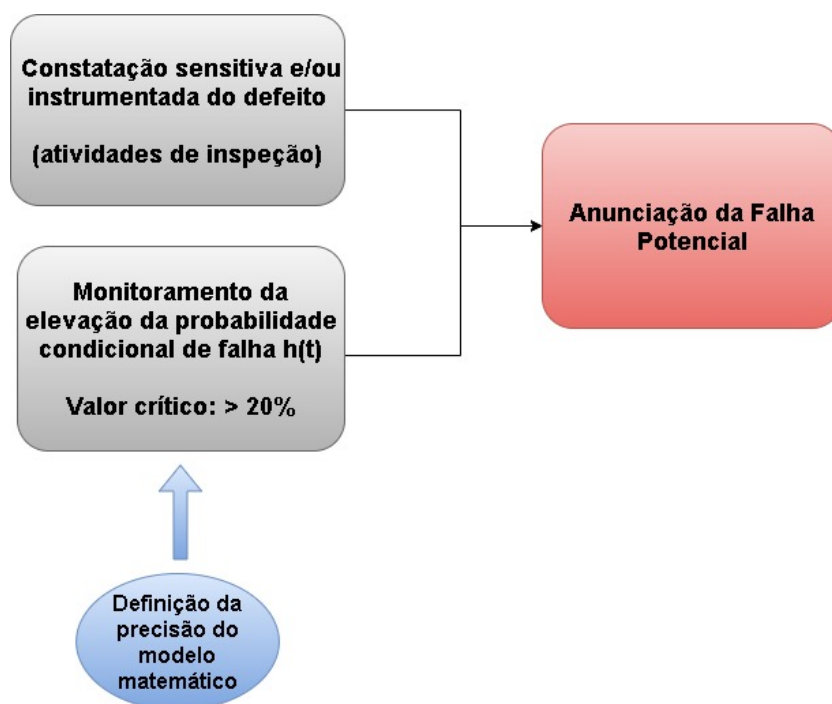 Constatação sensitiva e/ou
instrumentada do defeito
(atividades de inspeção)
Monitoramento da
elevação da probabilidade
condicional de falha h(t)
Valor crítico: > 20%
Anunciação da Falha
Potencial
Definição da
precisão do
modelo
matemático